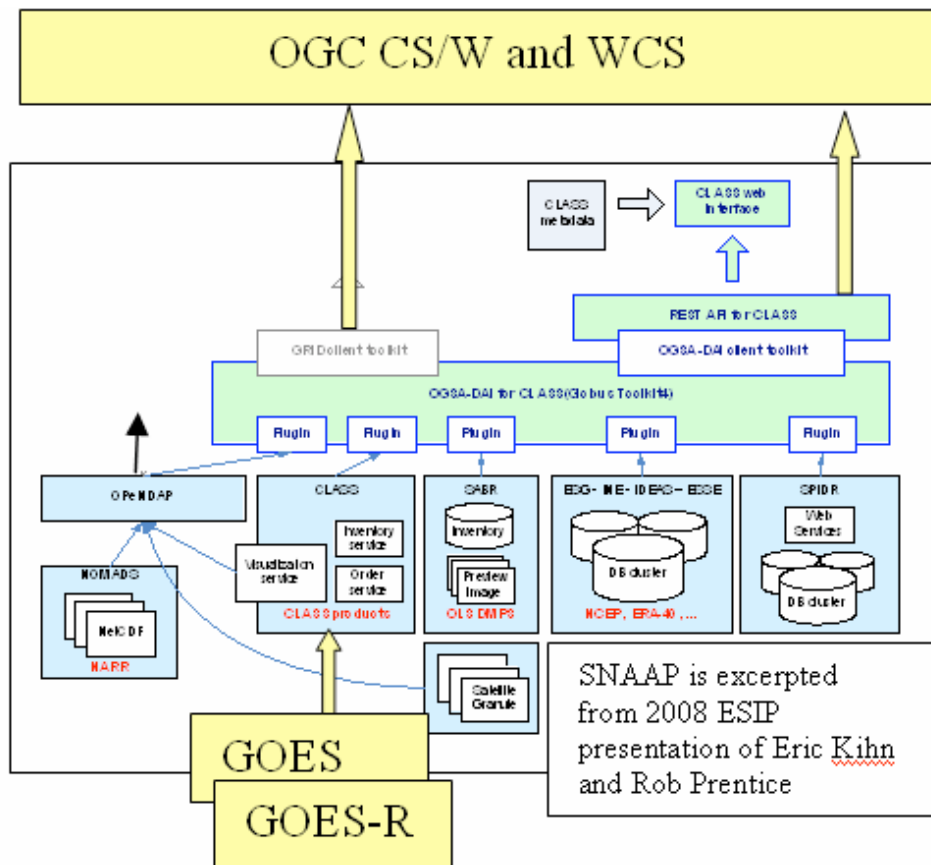 OGC CS/W and WCS
CLASS
metadata
CLASS web
interface
REST API for CLASS
GRID client toolkit
OGSA-DAI client toolkit
OGSA-DAI for CLASS(Globus Toolkit4)
Plugin
Plugin
Plugin
Plugin
Plugin
OPeNDAP
CLASS
Inventory
service
Visualization
service
Order
service
CLASS products
SABR
Inventory
Preview
Image
OLS DMPS
ESG- INE- IDEAS – ESSE
DB cluster
NCEP, ERA-40, ...
SPIDR
Web
Services
DB cluster
NOMADS
NetCDF
NARR
Satellite
Granule
GOES
GOES-R
SNAAP is excerpted
from 2008 ESIP
presentation of Eric Kihn
and Rob Prentice